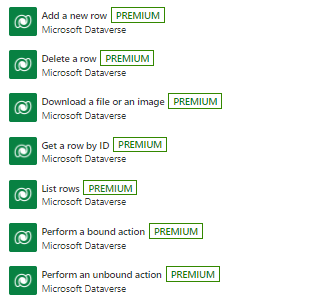 Add a new row PREMIUM
Microsoft Dataverse
Delete a row PREMIUM
Microsoft Dataverse
Download a file or an image PREMIUM
Microsoft Dataverse
Get a row by ID PREMIUM
Microsoft Dataverse
List rows PREMIUM
Microsoft Dataverse
Perform a bound action PREMIUM
Microsoft Dataverse
Perform an unbound action PREMIUM
Microsoft Dataverse